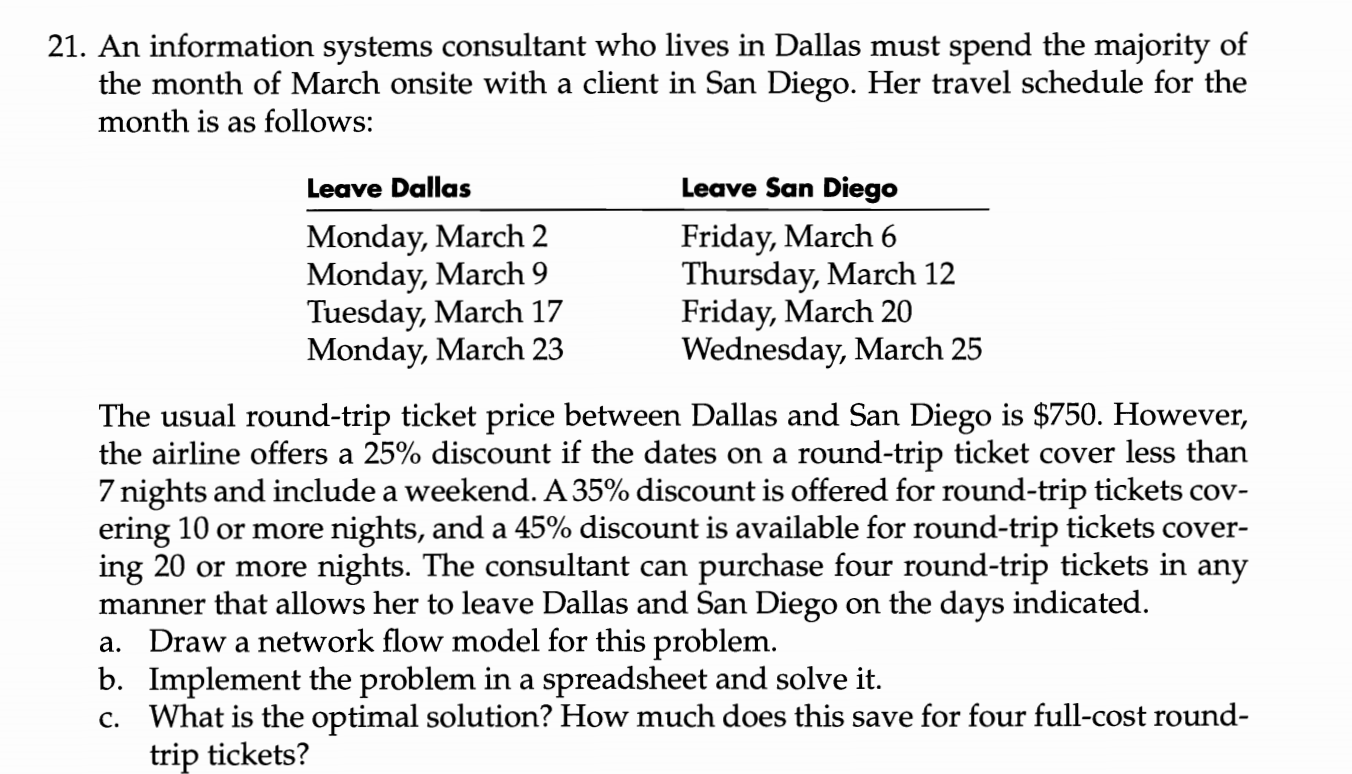 21. An information systems consultant who lives in Dallas must spend the majority of
the month of March onsite with a client in San Diego. Her travel schedule for the
month is as follows:
Leave Dallas Leave San Diego
Monday, March 2 Friday, March 6
Monday, March 9 Thursday, March 12
Tuesday, March 17 Friday, March 20
Monday, March 23 Wednesday, March 25
The usual round-trip ticket price between Dallas and San Diego is $750. However,
the airline offers a 25% discount if the dates on a round-trip ticket cover less than
7 nights and include a weekend. A 35% discount is offered for round-trip tickets cov-
ering 10 or more nights, and a 45% discount is available for round-trip tickets cover-
ing 20 or more nights. The consultant can purchase four round-trip tickets in any
manner that allows her to leave Dallas and San Diego on the days indicated.
a. Draw a network flow model for this problem.
b. Implement the problem in a spreadsheet and solve it.
c. What is the optimal solution? How much does this save for four full-cost round-
trip tickets?